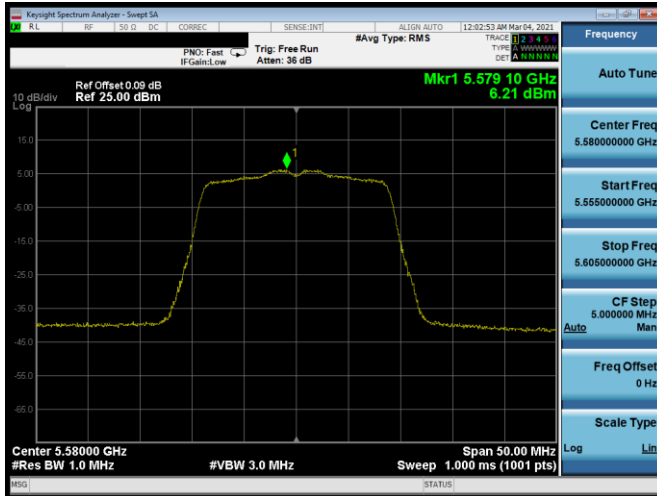 Keysight Spectrum Analyzer - Swept SA
RL RF 50 Ω DC CORREC SENSE:INT ALIGN AUTO 12:02:53 AM Mar 04, 2021
PNO: Fast
IFGain:Low
Trig: Free Run
Atten: 36 dB
#Avg Type: RMS
TRACE 1 2 3 4 5 6
TYPE A WWWWW
DET A N N N N N
Mkr1 5.579 10 GHz
6.21 dBm
Ref Offset 0.09 dB
Ref 25.00 dBm
10 dB/div
Log
15.0
5.00
-5.00
-15.0
-25.0
-35.0
-45.0
-55.0
-65.0
1
Center 5.58000 GHz
Span 50.00 MHz
#Res BW 1.0 MHz
#VBW 3.0 MHz
Sweep 1.000 ms (1001 pts)
MSG
STATUS
Frequency
Auto Tune
Center Freq
5.580000000 GHz
Start Freq
5.555000000 GHz
Stop Freq
5.605000000 GHz
CF Step
5.000000 MHz
Auto Man
Freq Offset
0 Hz
Scale Type
Log Lin